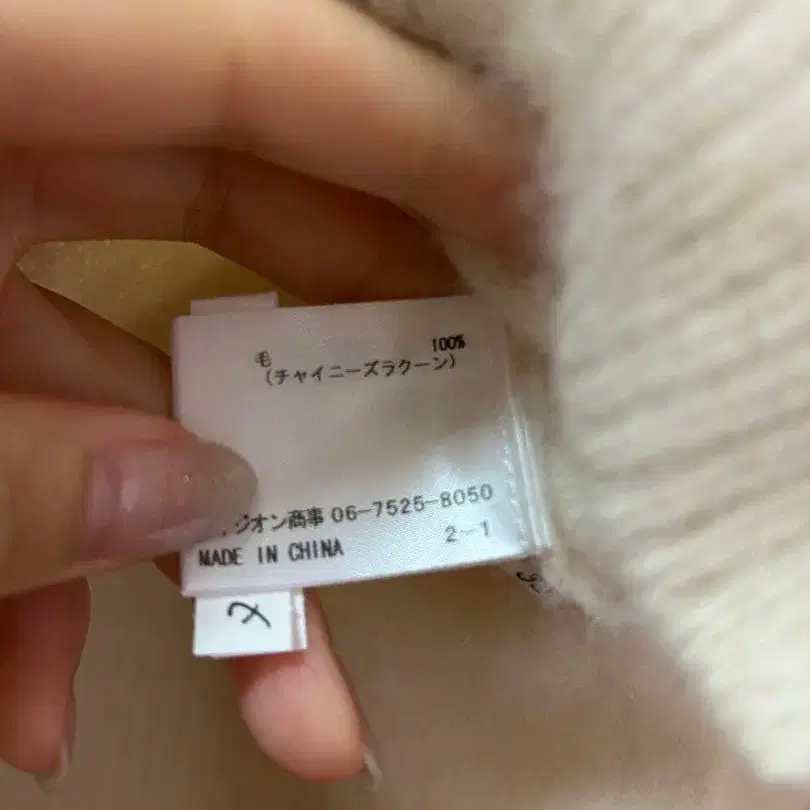 毛 100%
(チャイニーズラクーン)
ジオン商事 06-7525-8050
MADE IN CHINA 2-1